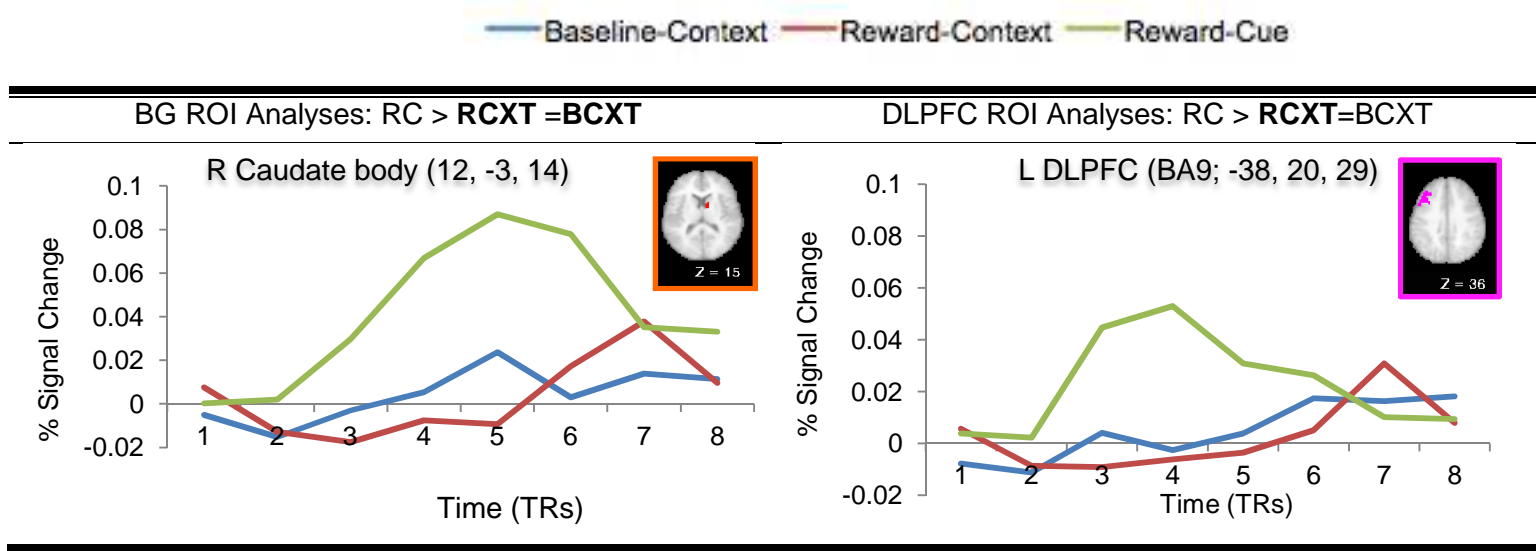 Baseline-Context Reward-Context Reward-Cue
BG ROI Analyses: RC > RCXT =BCXT
DLPFC ROI Analyses: RC > RCXT=BCXT
R Caudate body (12, -3, 14)
% Signal Change
0.1
0.08
0.06
0.04
0.02
0
-0.02
1 2 3 4 5 6 7 8
Time (TRs)
Z = 15
L DLPFC (BA9; -38, 20, 29)
% Signal Change
0.1
0.08
0.06
0.04
0.02
0
-0.02
1 2 3 4 5 6 7 8
Time (TRs)
Z = 36